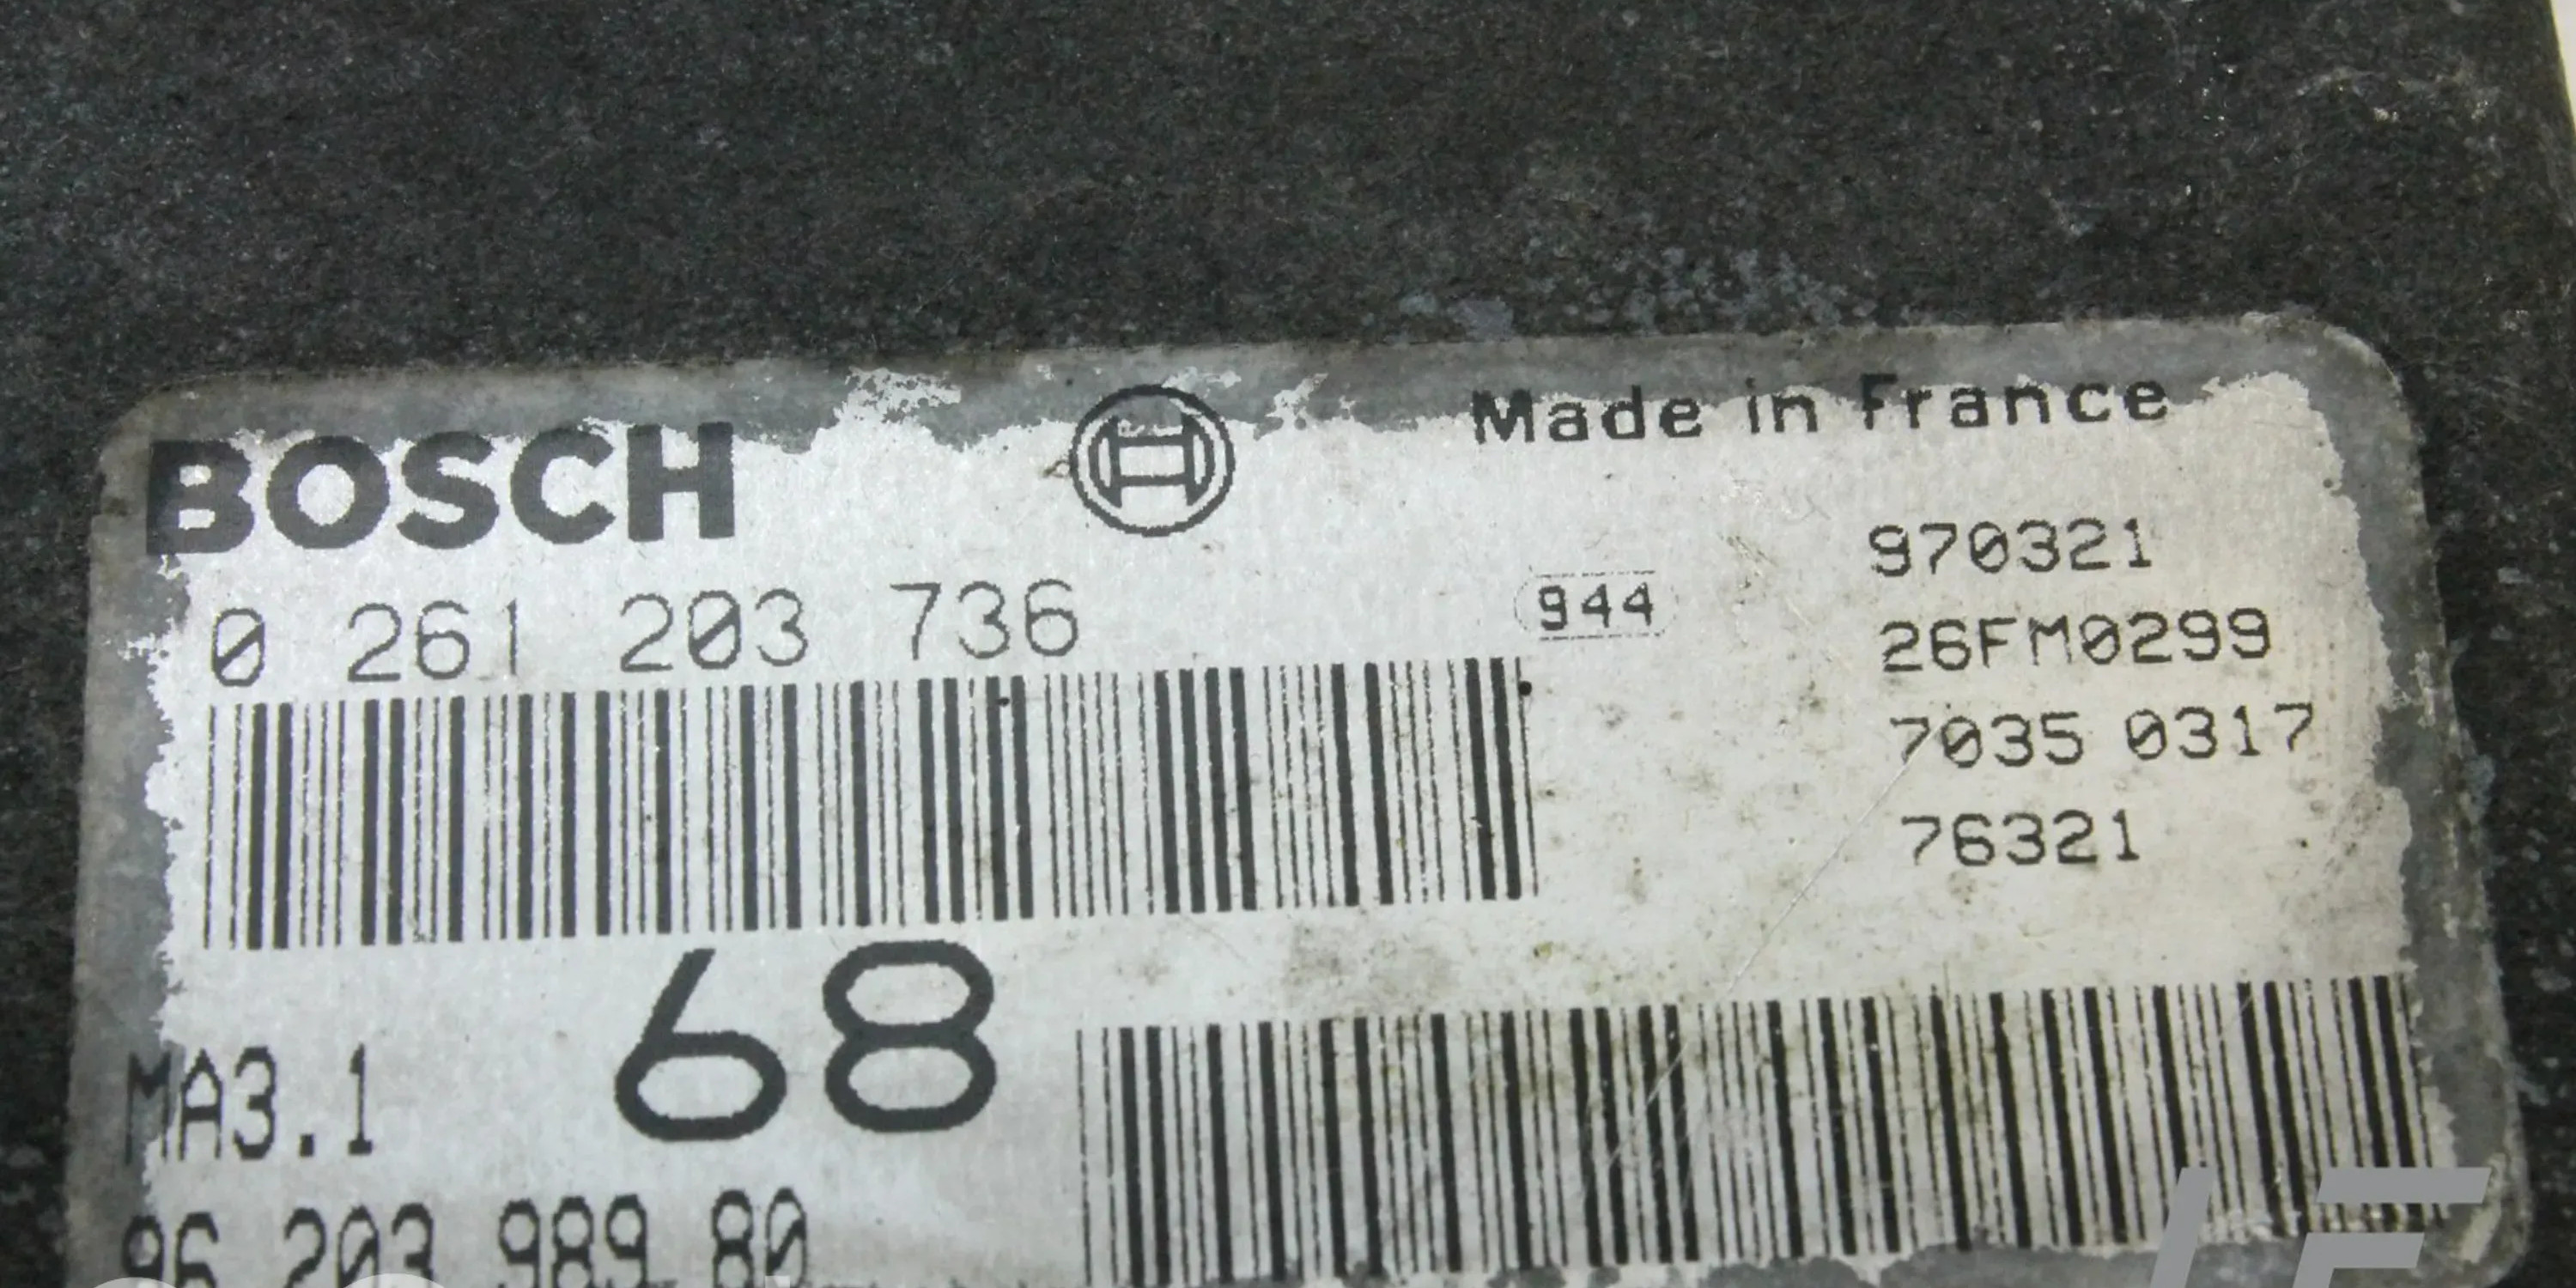 BOSCH
Made in France
0 261 203 736
944
970321
26FM0299
7035 0317
76321
MA3.1
68
96 203 989 80